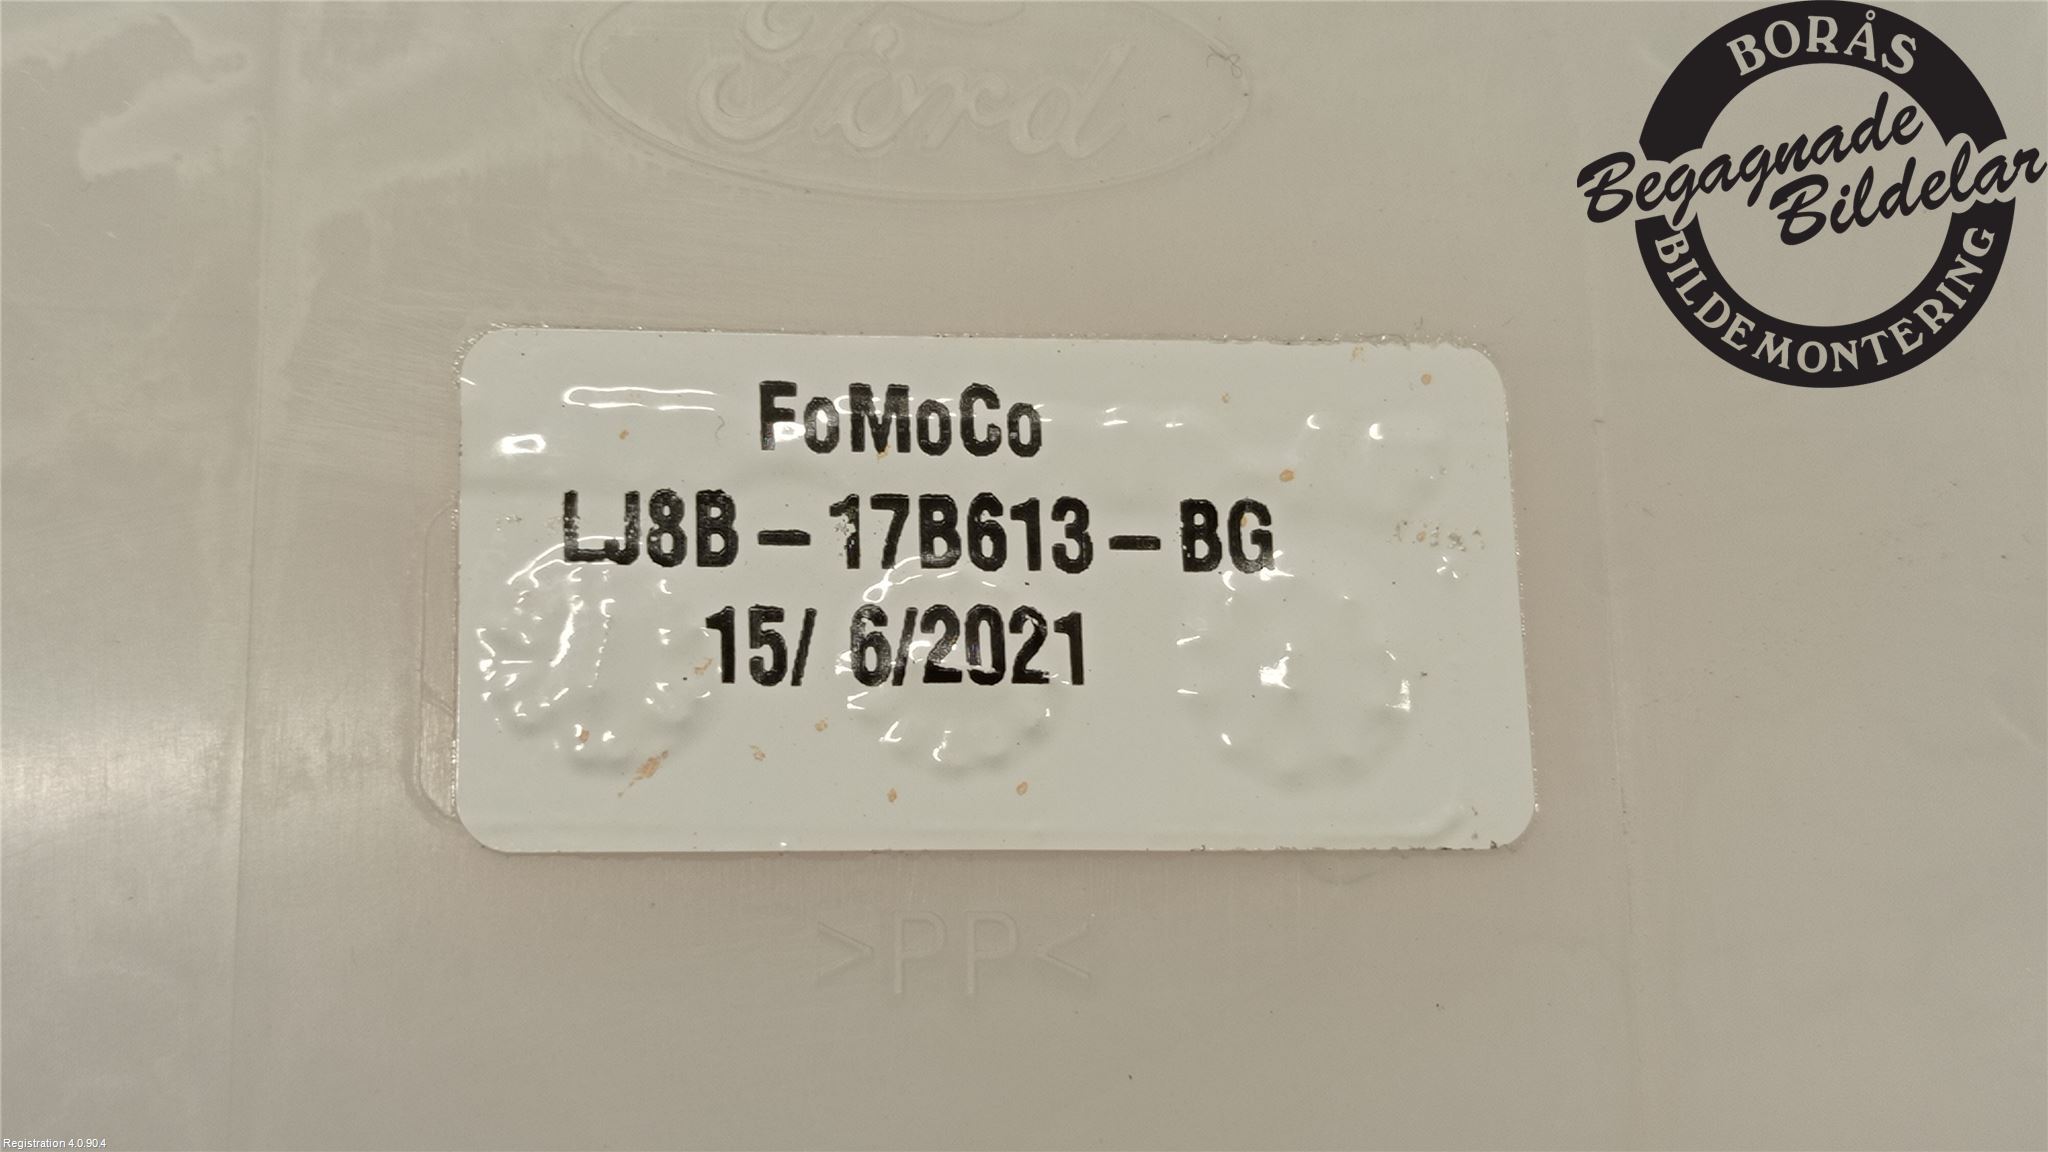 Ford
BORÅS
Begagnade
Bildelar
BILDEMONTERING
FoMoCo
LJ8B-17B613-BG
15/ 6/2021
>PP<
Registration 4.0.90.4